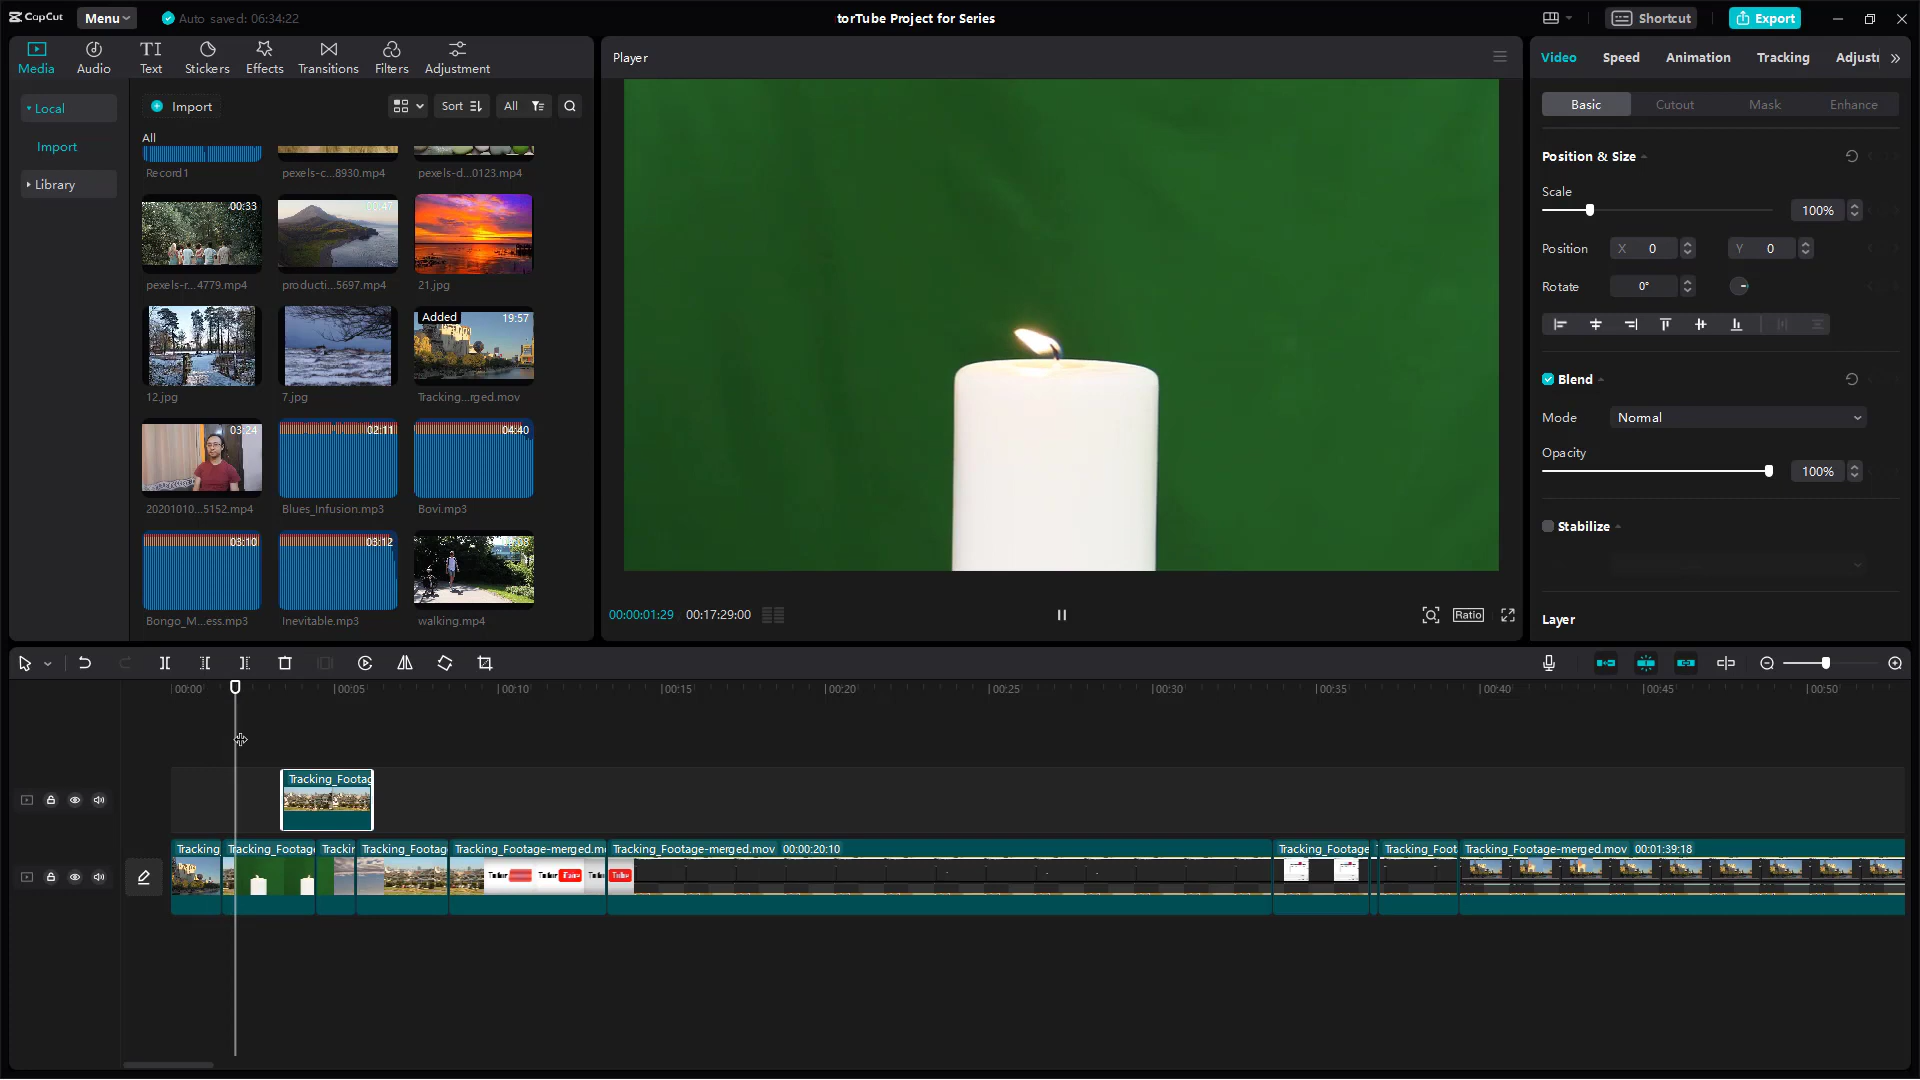 CapCut
Menu
Auto saved: 06:34:22
torTube Project for Series
Shortcut
Export
Media
Audio
TI
Text
Stickers
Effects
Transitions
Filters
Adjustment
Local
Import
Library
Import
Sort
All
All
Record1
pexels-c...8930.mp4
pexels-d...0123.mp4
00:33
00:47
pexels-r...4779.mp4
producti...5697.mp4
21.jpg
Added
19:57
12.jpg
7.jpg
Tracking...rged.mov
03:24
02:11
04:40
20201010...5152.mp4
Blues_Infusion.mp3
Bovi.mp3
03:10
03:12
Bongo_M...ess.mp3
Inevitable.mp3
walking.mp4
Player
00:00:01:29
00:17:29:00
Ratio
Video
Speed
Animation
Tracking
Adjust
Basic
Cutout
Mask
Enhance
Position & Size
Scale
100%
Position
X 0
Y 0
Rotate
0°
Blend
Mode
Normal
Opacity
100%
Stabilize
Layer
00:00
00:05
00:10
00:15
00:20
00:25
00:30
00:35
00:40
00:45
00:50
Tracking_Footag
Tracking
Tracking_Footage
Trackir
Tracking_Footag
Tracking_Footage-merged.m
Tracking_Footage-merged.mov 00:00:20:10
Tracking_Footage
Tracking_Foot
Tracking_Footage-merged.mov 00:01:39:18